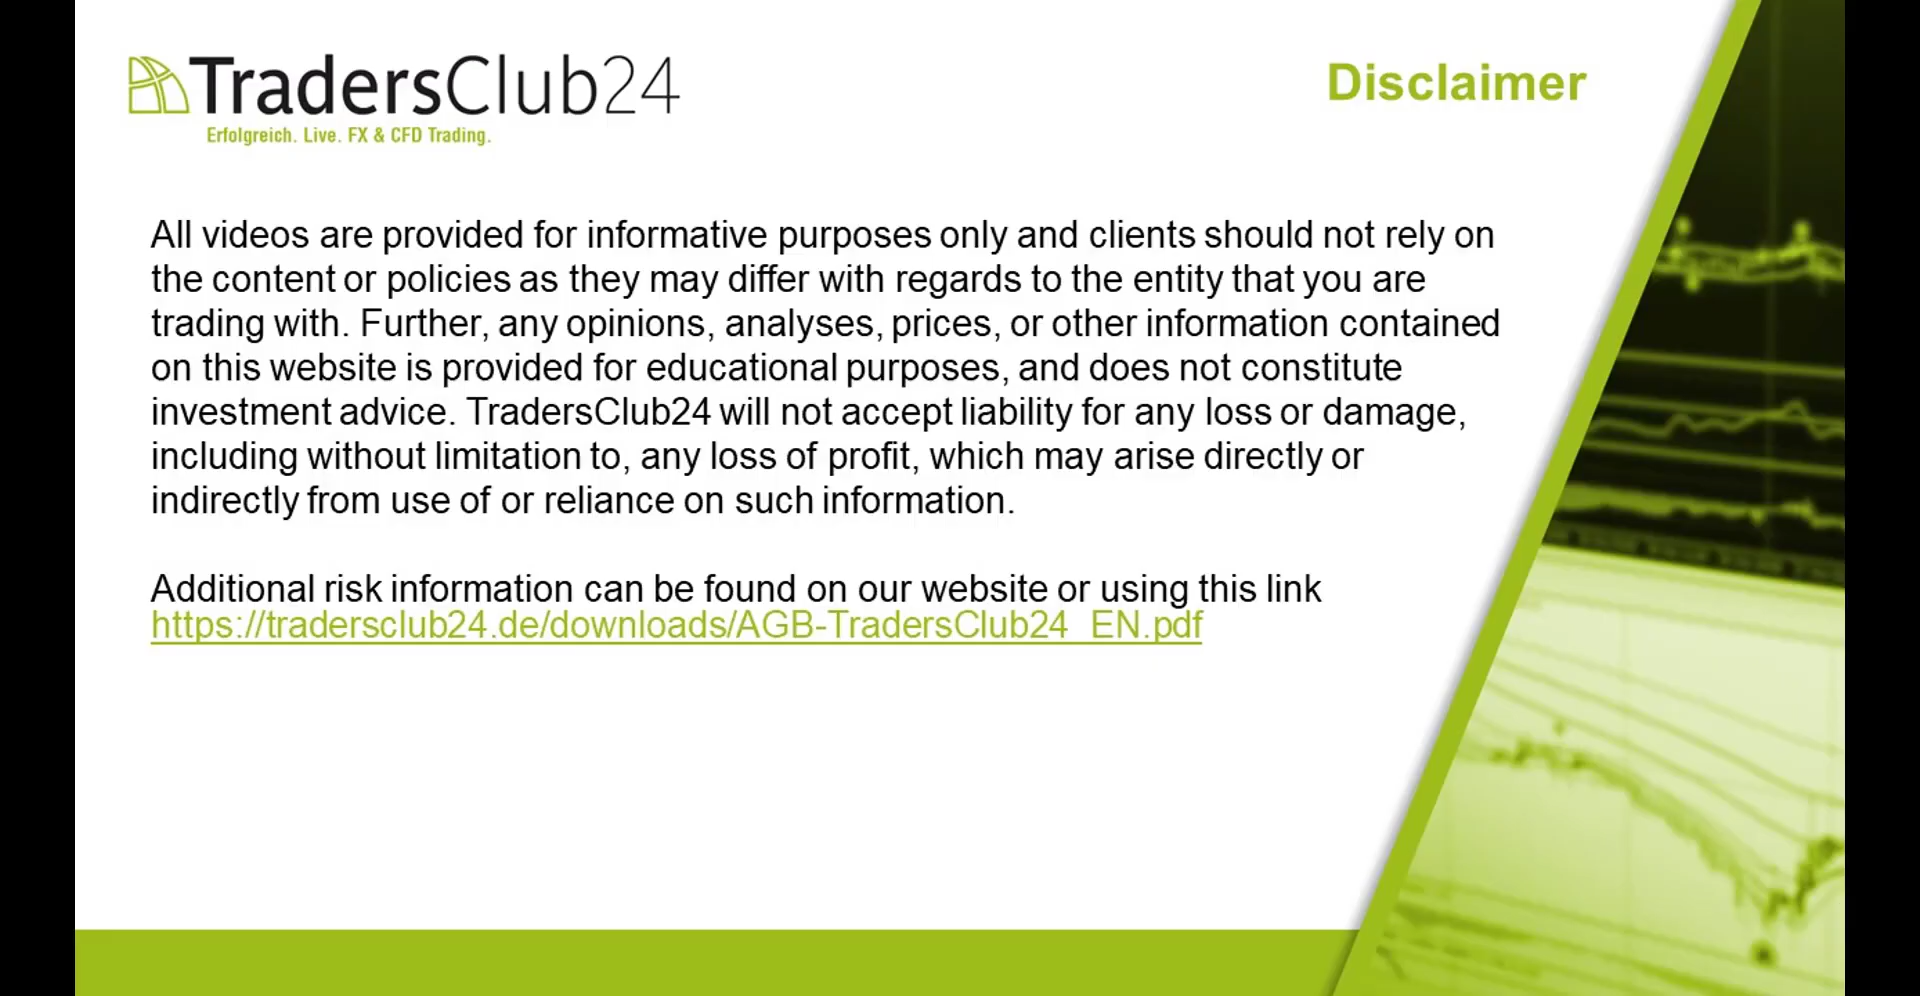 TradersClub24
Erfolgreich. Live. FX & CFD Trading.
Disclaimer
All videos are provided for informative purposes only and clients should not rely on
the content or policies as they may differ with regards to the entity that you are
trading with. Further, any opinions, analyses, prices, or other information contained
on this website is provided for educational purposes, and does not constitute
investment advice. TradersClub24 will not accept liability for any loss or damage,
including without limitation to, any loss of profit, which may arise directly or
indirectly from use of or reliance on such information.
Additional risk information can be found on our website or using this link
https://tradersclub24.de/downloads/AGB-TradersClub24_EN.pdf